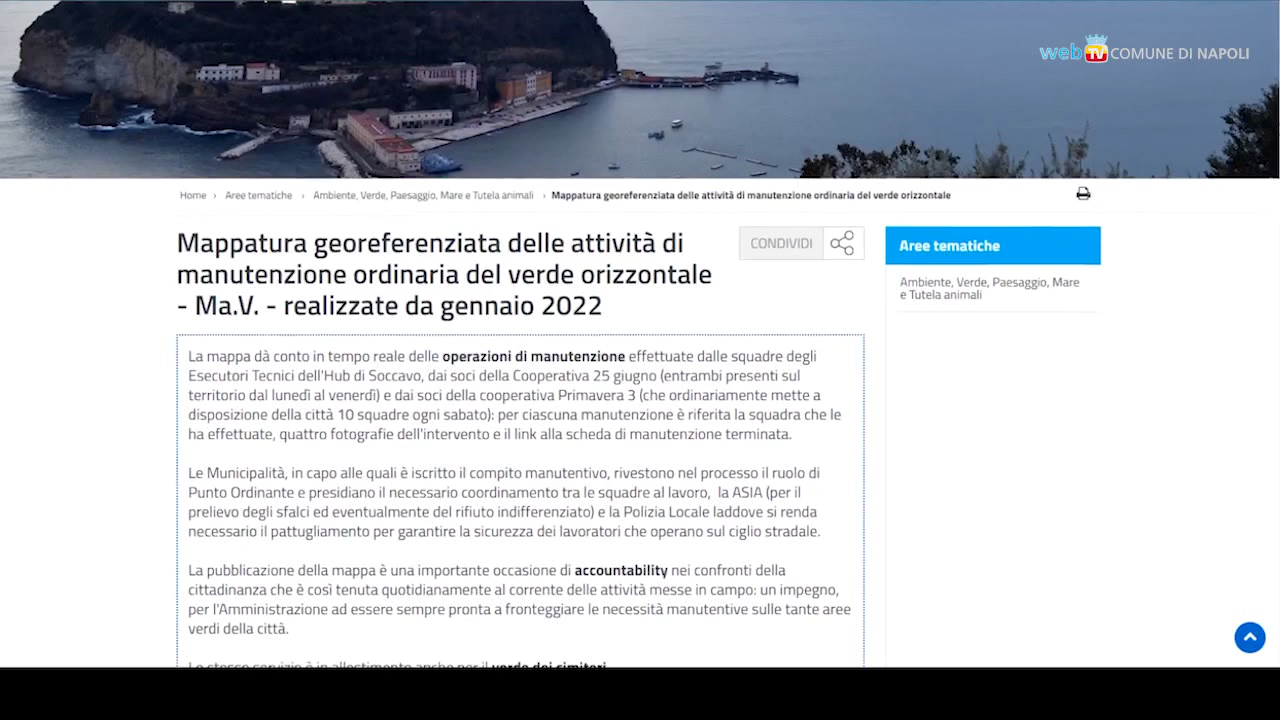 web TV COMUNE DI NAPOLI
Home › Aree tematiche › Ambiente, Verde, Paesaggio, Mare e Tutela animali › Mappatura georeferenziata delle attività di manutenzione ordinaria del verde orizzontale
Mappatura georeferenziata delle attività di
manutenzione ordinaria del verde orizzontale
- Ma.V. - realizzate da gennaio 2022
CONDIVIDI
Aree tematiche
Ambiente, Verde, Paesaggio, Mare
e Tutela animali
La mappa dà conto in tempo reale delle operazioni di manutenzione effettuate dalle squadre degli
Esecutori Tecnici dell'Hub di Soccavo, dai soci della Cooperativa 25 giugno (entrambi presenti sul
territorio dal lunedì al venerdì) e dai soci della cooperativa Primavera 3 (che ordinariamente mette a
disposizione della città 10 squadre ogni sabato): per ciascuna manutenzione è riferita la squadra che le
ha effettuate, quattro fotografie dell'intervento e il link alla scheda di manutenzione terminata.
Le Municipalità, in capo alle quali è iscritto il compito manutentivo, rivestono nel processo il ruolo di
Punto Ordinante e presidiano il necessario coordinamento tra le squadre al lavoro, la ASIA (per il
prelievo degli sfalci ed eventualmente del rifiuto indifferenziato) e la Polizia Locale laddove si renda
necessario il pattugliamento per garantire la sicurezza dei lavoratori che operano sul ciglio stradale.
La pubblicazione della mappa è una importante occasione di accountability nei confronti della
cittadinanza che è così tenuta quotidianamente al corrente delle attività messe in campo: un impegno,
per l'Amministrazione ad essere sempre pronta a fronteggiare le necessità manutentive sulle tante aree
verdi della città.
Lo stesso servizio è in allestimento anche per il verde dei cimiteri